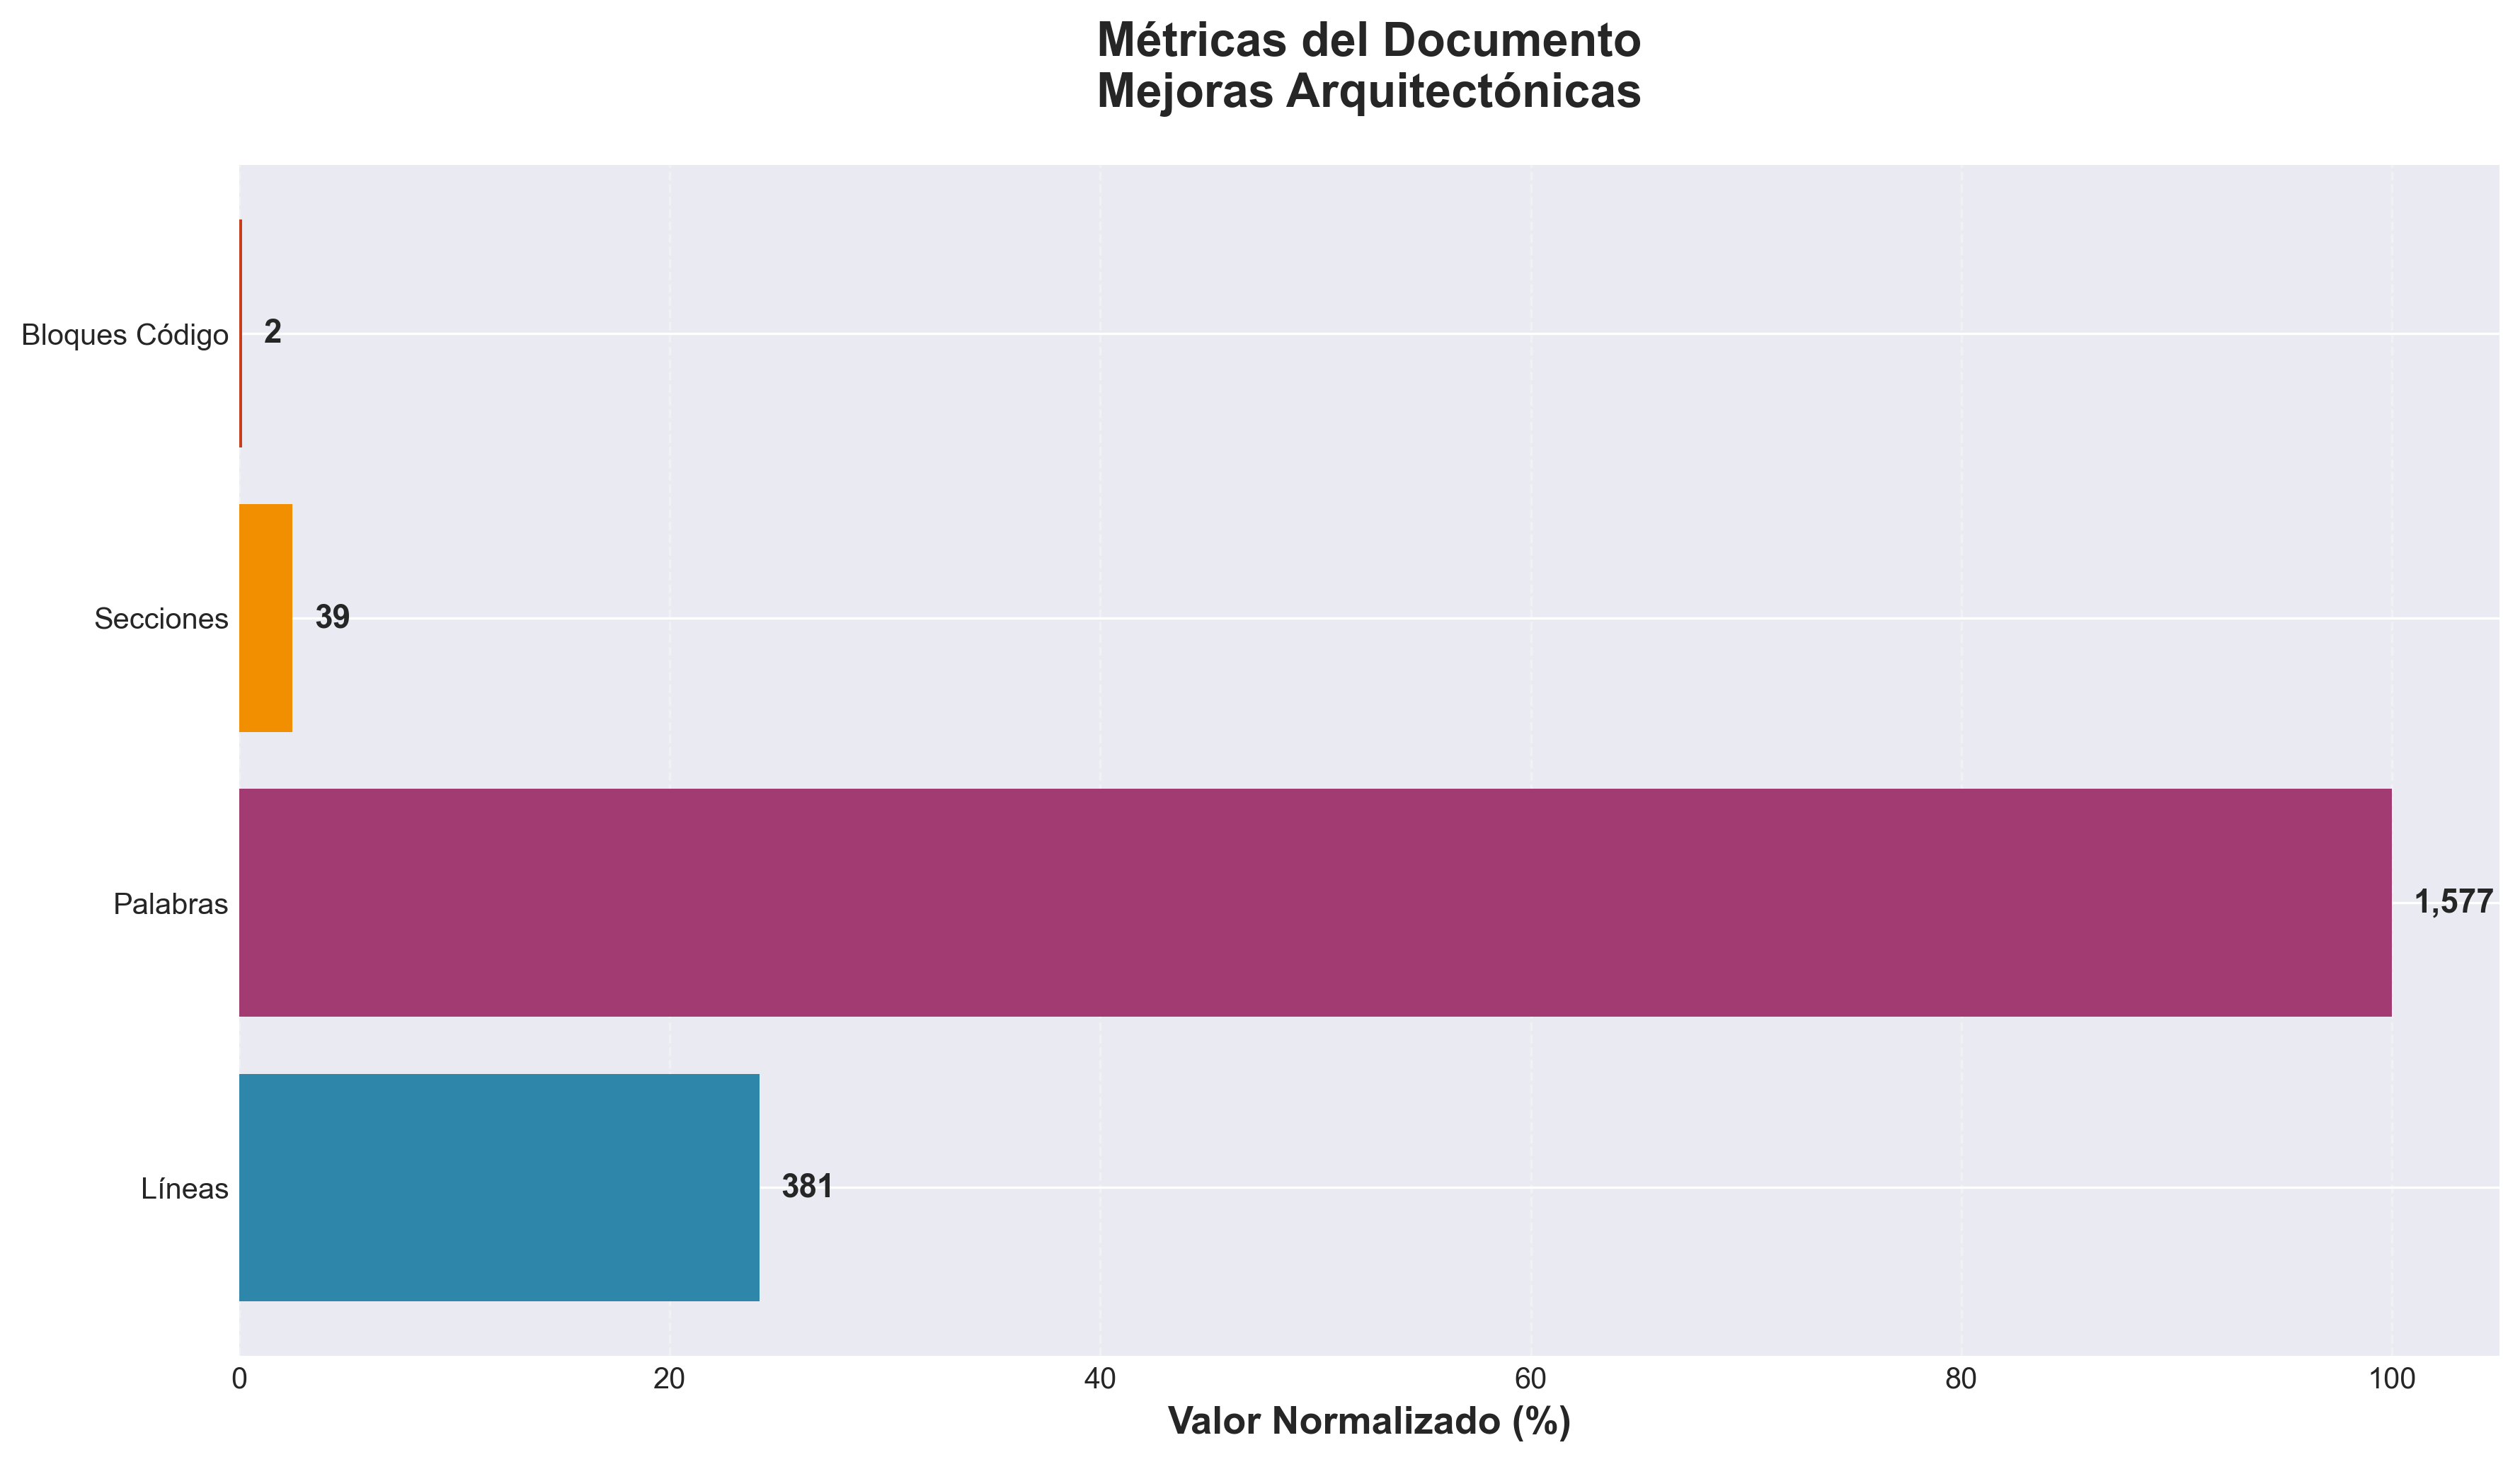 Métricas del Documento
Mejoras Arquitectónicas
Bloques Código
2
Secciones
39
Palabras
1,577
Líneas
381
0 20 40 60 80 100
Valor Normalizado (%)